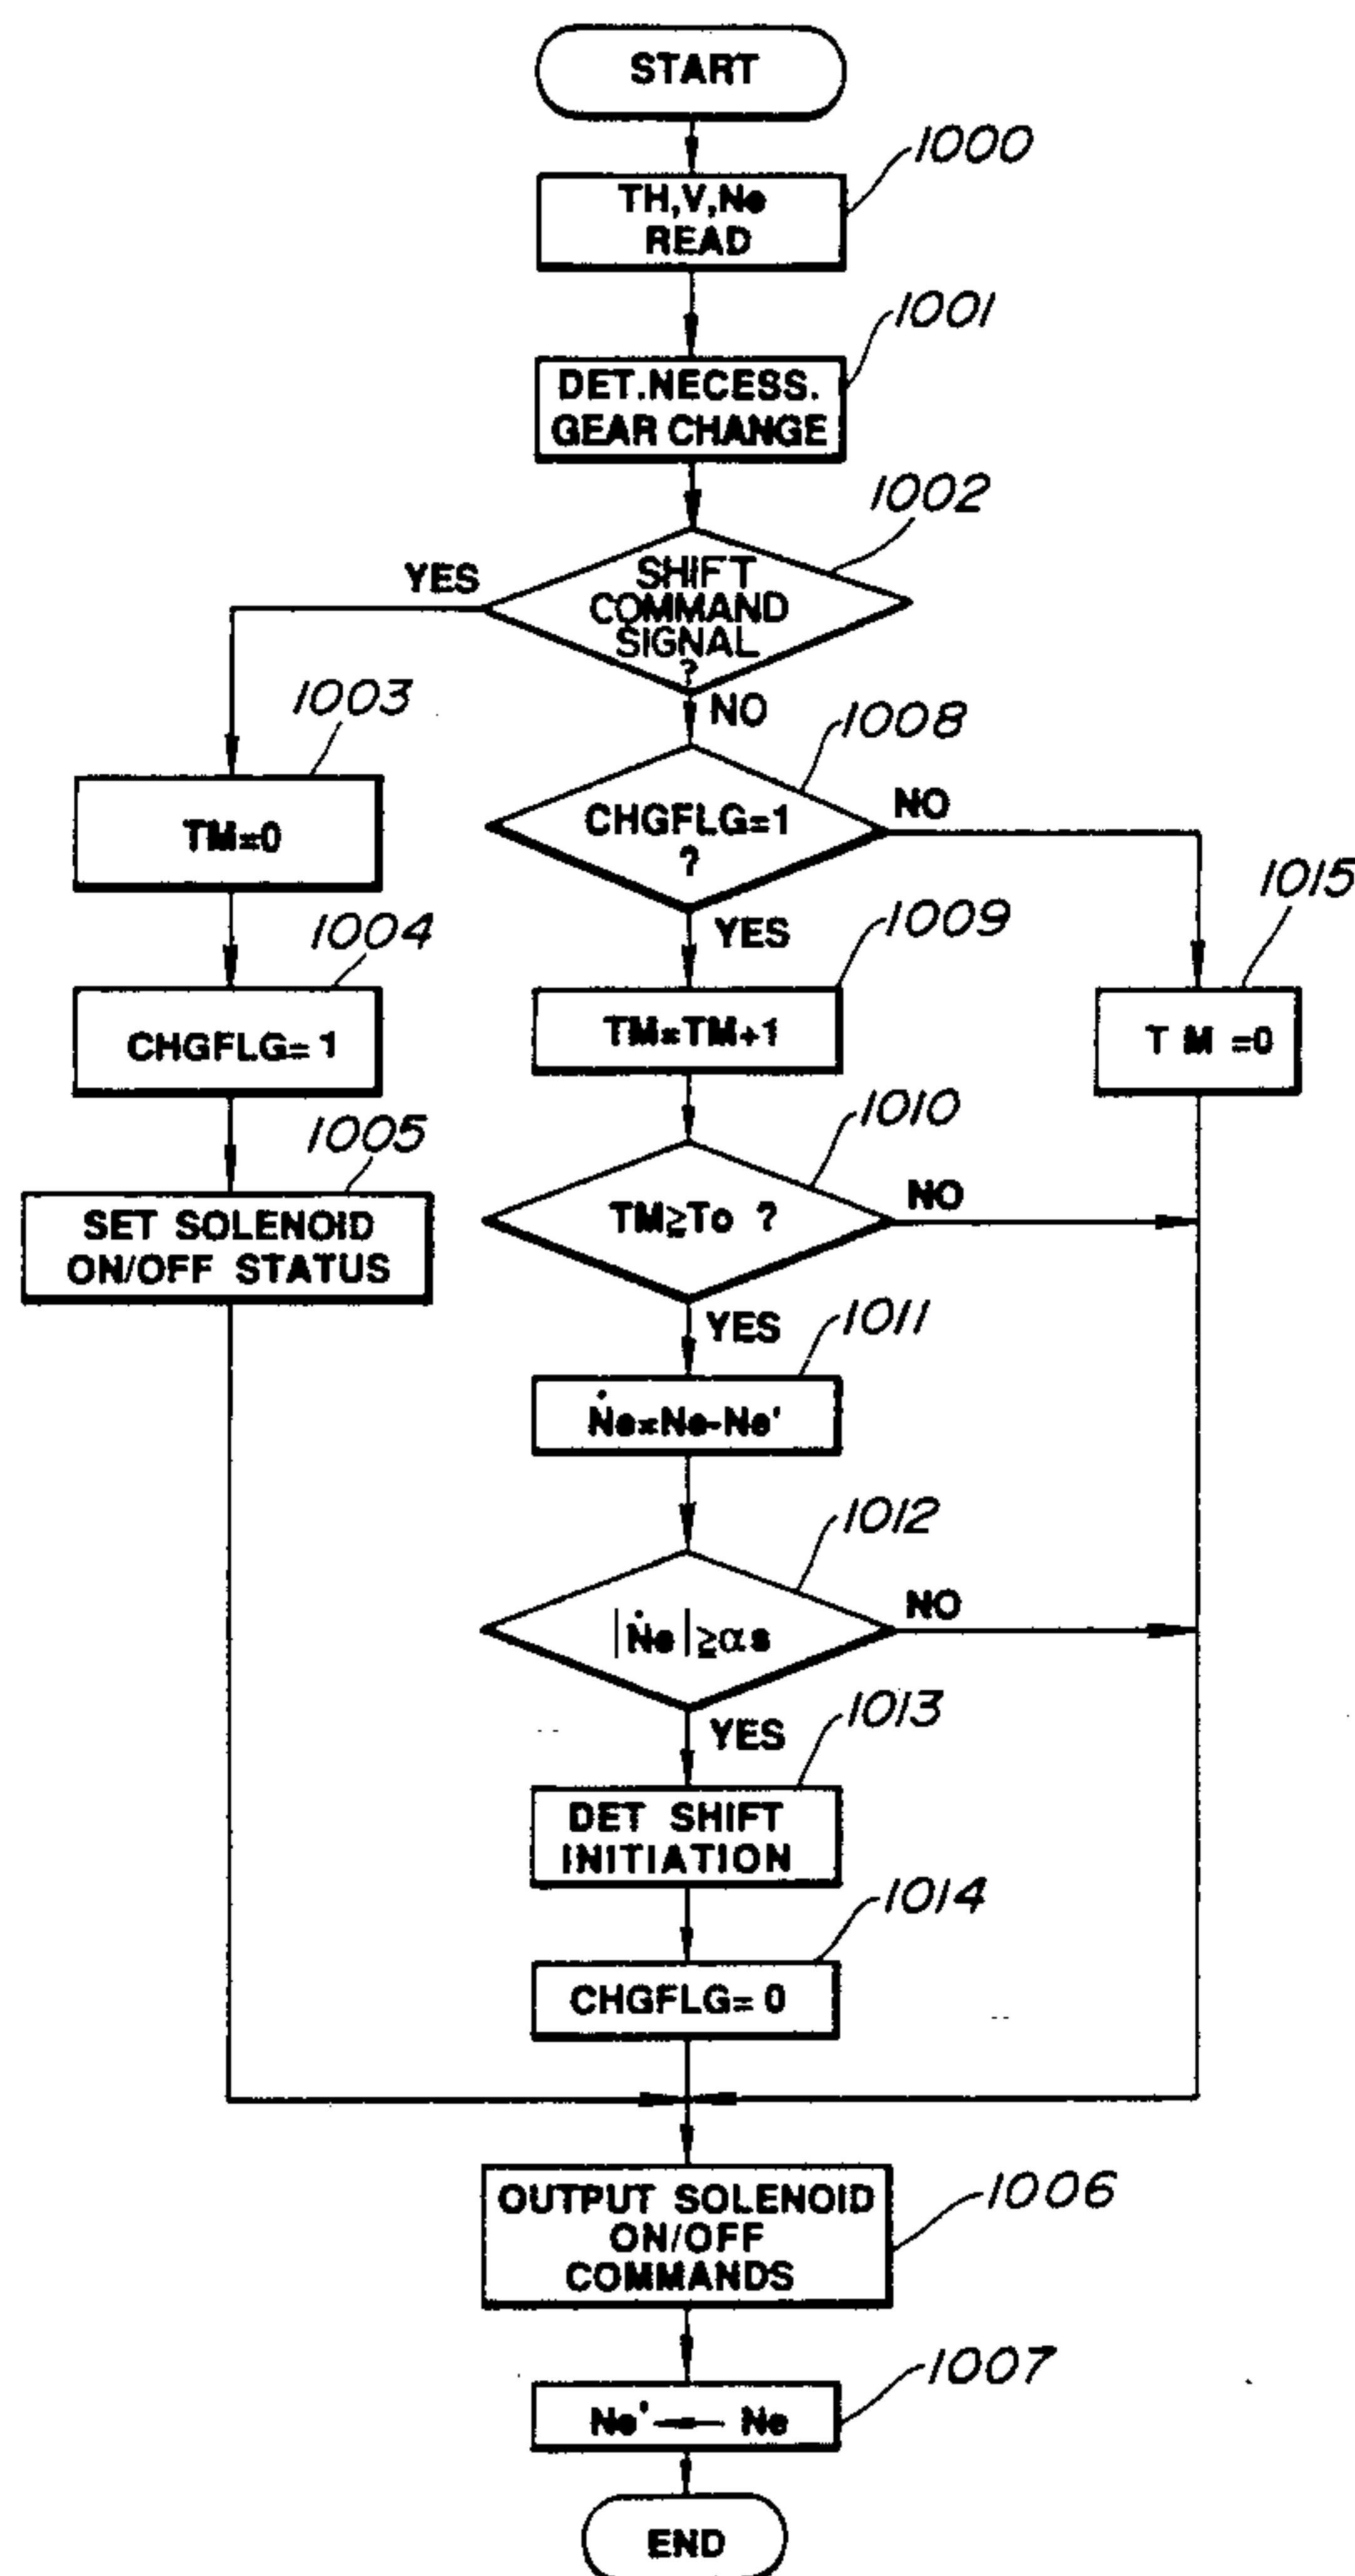 START
1000
TH,V,Ne
READ
1001
DET.NECESS.
GEAR CHANGE
1002
YES
SHIFT
COMMAND
SIGNAL
?
NO
1003
TM=0
1008
CHGFLG=1
?
NO
YES
1004
CHGFLG=1
1009
TM=TM+1
1015
TM=0
1005
SET SOLENOID
ON/OFF STATUS
1010
TM≧To ?
NO
YES
1011
Ṅe=Ne-Ne'
1012
|Ṅe|≧αs
NO
YES
1013
DET SHIFT
INITIATION
1014
CHGFLG=0
1006
OUTPUT SOLENOID
ON/OFF
COMMANDS
1007
Ne' ← Ne
END